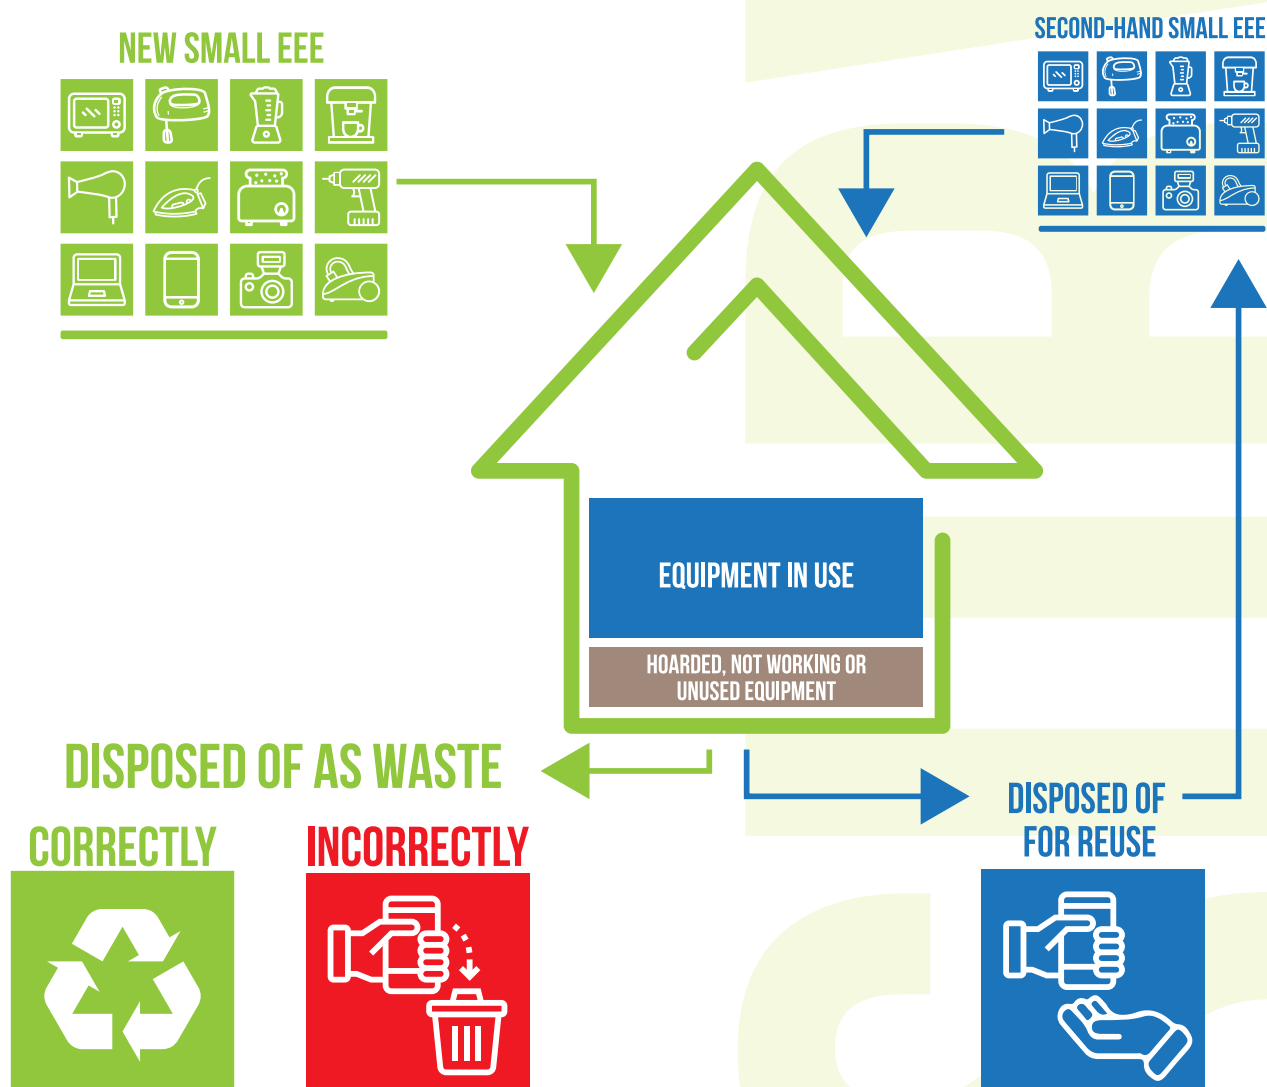 NEW SMALL EEE
SECOND-HAND SMALL EEE
EQUIPMENT IN USE
HOARDED, NOT WORKING OR
UNUSED EQUIPMENT
DISPOSED OF AS WASTE
CORRECTLY
INCORRECTLY
DISPOSED OF
FOR REUSE